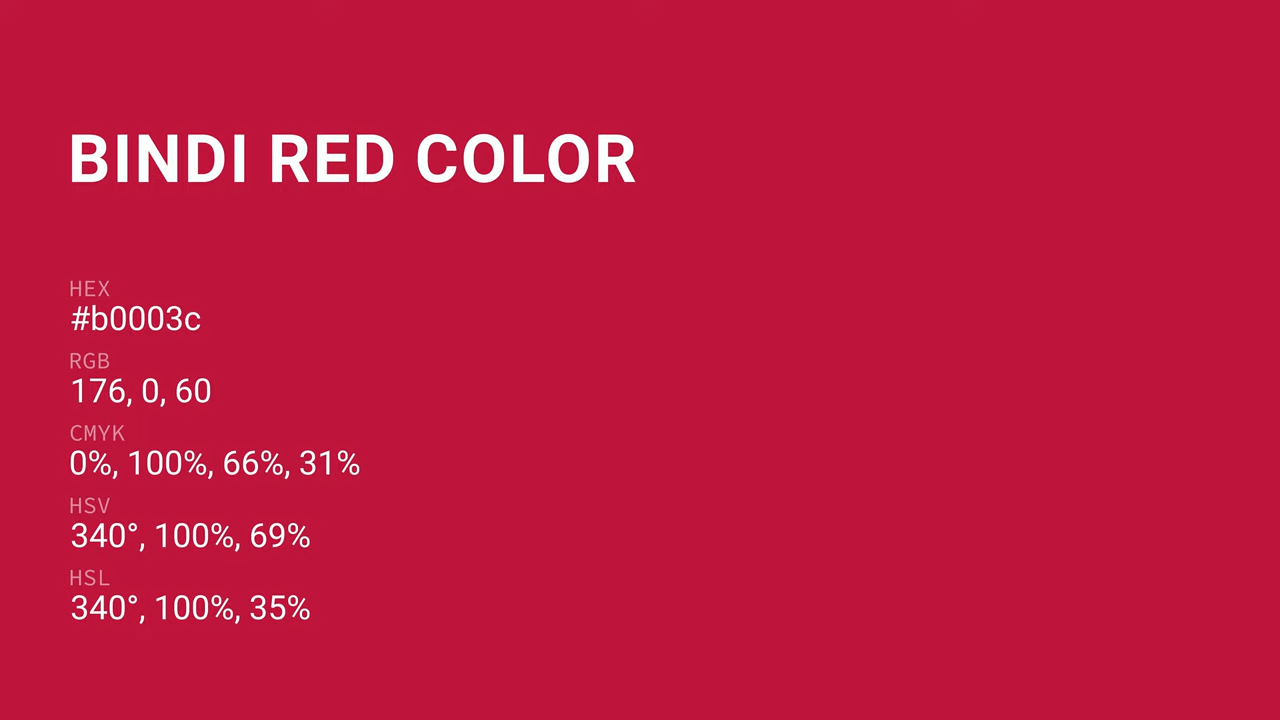 BINDI RED COLOR
HEX
#b0003c
RGB
176, 0, 60
CMYK
0%, 100%, 66%, 31%
HSV
340°, 100%, 69%
HSL
340°, 100%, 35%